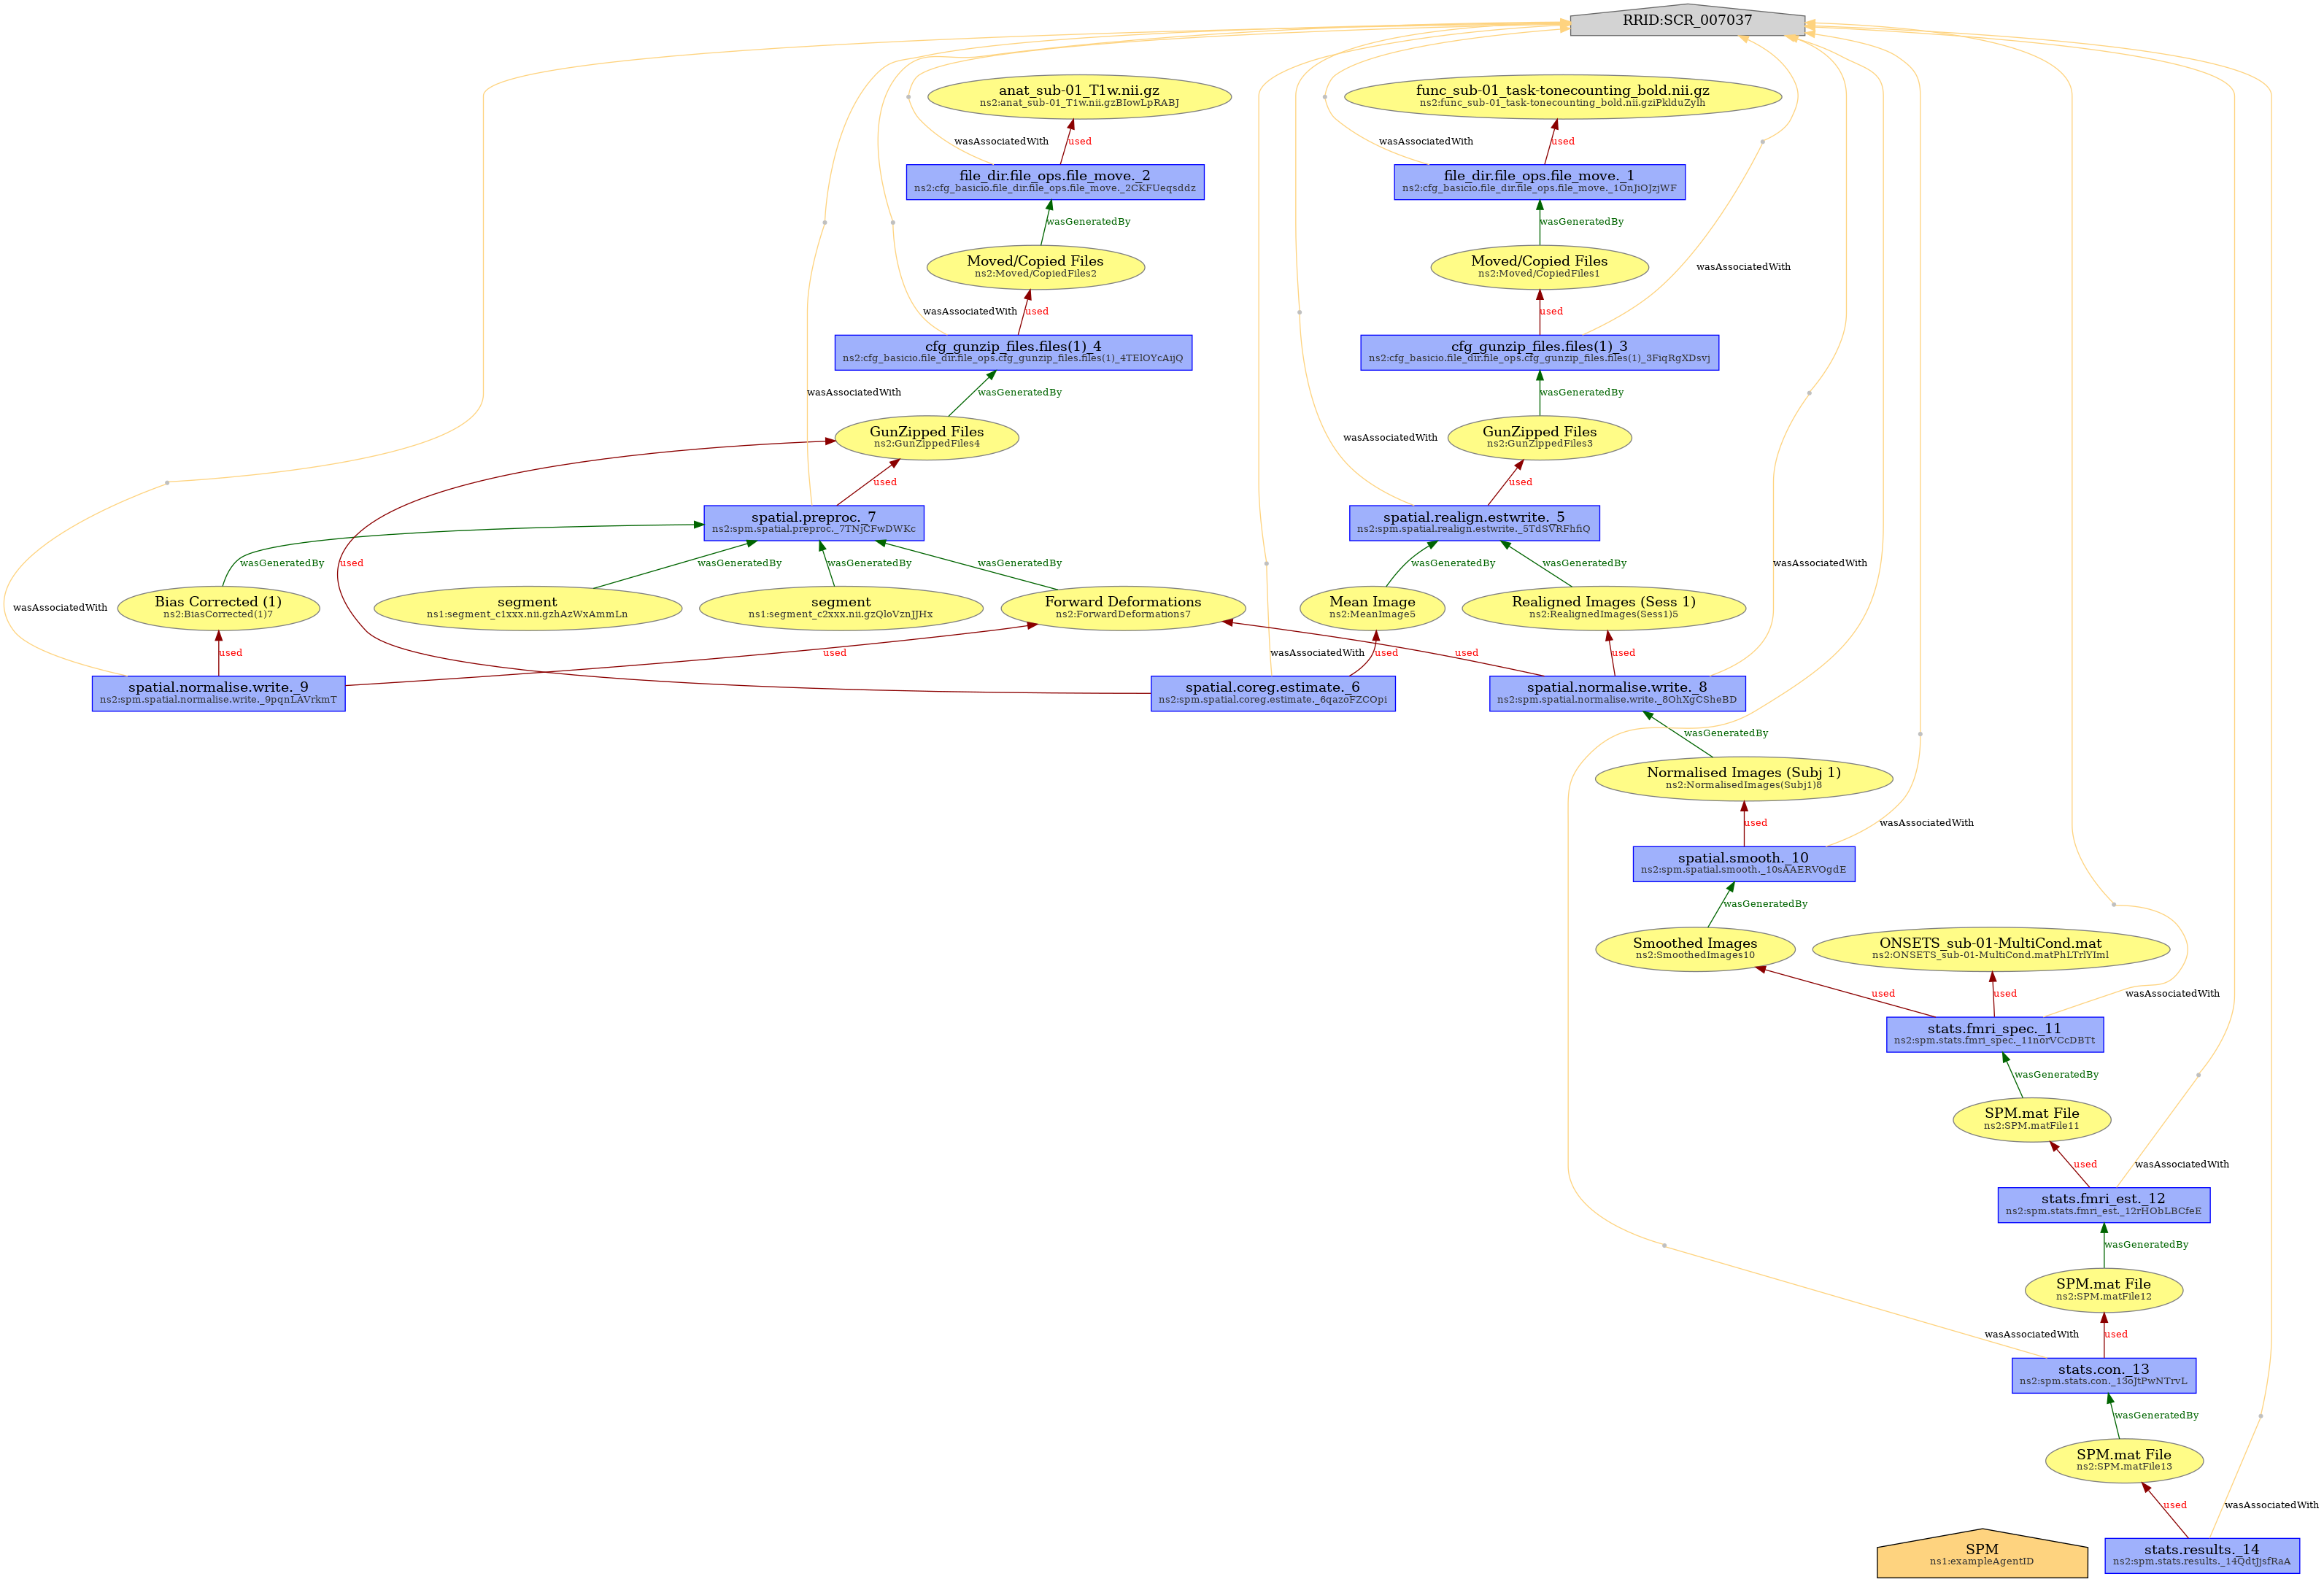 RRID:SCR_007037
anat_sub-01_T1w.nii.gz
ns2:anat_sub-01_T1w.nii.gzBIowLpRABJ
func_sub-01_task-tonecounting_bold.nii.gz
ns2:func_sub-01_task-tonecounting_bold.nii.gziPklduZylh
wasAssociatedWith
used
wasAssociatedWith
used
file_dir.file_ops.file_move._2
ns2:cfg_basicio.file_dir.file_ops.file_move._2CKFUeqsddz
file_dir.file_ops.file_move._1
ns2:cfg_basicio.file_dir.file_ops.file_move._1OnJiOJzjWF
wasGeneratedBy
wasGeneratedBy
Moved/Copied Files
ns2:Moved/CopiedFiles2
Moved/Copied Files
ns2:Moved/CopiedFiles1
wasAssociatedWith
wasAssociatedWith
used
used
cfg_gunzip_files.files(1)_4
ns2:cfg_basicio.file_dir.file_ops.cfg_gunzip_files.files(1)_4TElOYcAijQ
cfg_gunzip_files.files(1)_3
ns2:cfg_basicio.file_dir.file_ops.cfg_gunzip_files.files(1)_3FiqRgXDsvj
wasAssociatedWith
wasGeneratedBy
wasGeneratedBy
GunZipped Files
ns2:GunZippedFiles4
GunZipped Files
ns2:GunZippedFiles3
wasAssociatedWith
used
used
spatial.preproc._7
ns2:spm.spatial.preproc._7TNjCFwDWKc
spatial.realign.estwrite._5
ns2:spm.spatial.realign.estwrite._5TdSVRFhfiQ
wasGeneratedBy
used
wasGeneratedBy
wasGeneratedBy
wasGeneratedBy
wasGeneratedBy
wasGeneratedBy
wasAssociatedWith
wasAssociatedWith
Bias Corrected (1)
ns2:BiasCorrected(1)7
segment
ns1:segment_c1xxx.nii.gzhAzWxAmmLn
segment
ns1:segment_c2xxx.nii.gzQloVznJJHx
Forward Deformations
ns2:ForwardDeformations7
Mean Image
ns2:MeanImage5
Realigned Images (Sess 1)
ns2:RealignedImages(Sess1)5
used
used
wasAssociatedWith
used
used
used
spatial.normalise.write._9
ns2:spm.spatial.normalise.write._9pqnLAVrkmT
spatial.coreg.estimate._6
ns2:spm.spatial.coreg.estimate._6qazoFZCOpi
spatial.normalise.write._8
ns2:spm.spatial.normalise.write._8OhXgCSheBD
wasGeneratedBy
Normalised Images (Subj 1)
ns2:NormalisedImages(Subj1)8
used
wasAssociatedWith
spatial.smooth._10
ns2:spm.spatial.smooth._10sAAERVOgdE
wasGeneratedBy
Smoothed Images
ns2:SmoothedImages10
ONSETS_sub-01-MultiCond.mat
ns2:ONSETS_sub-01-MultiCond.matPhLTrlYIml
used
used
wasAssociatedWith
stats.fmri_spec._11
ns2:spm.stats.fmri_spec._11norVCcDBTt
wasGeneratedBy
SPM.mat File
ns2:SPM.matFile11
used
wasAssociatedWith
stats.fmri_est._12
ns2:spm.stats.fmri_est._12rHObLBCfeE
wasGeneratedBy
SPM.mat File
ns2:SPM.matFile12
wasAssociatedWith
used
stats.con._13
ns2:spm.stats.con._13oJtPwNTrvL
wasGeneratedBy
SPM.mat File
ns2:SPM.matFile13
used
wasAssociatedWith
SPM
ns1:exampleAgentID
stats.results._14
ns2:spm.stats.results._14QdtJjsfRaA